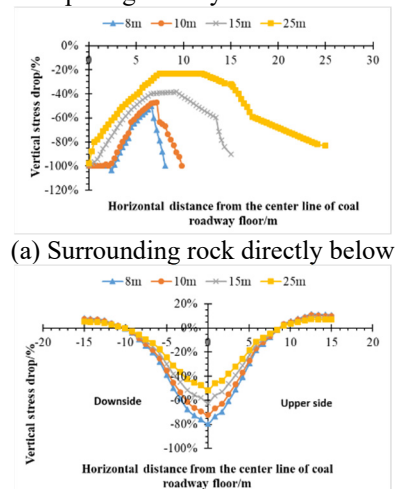 8m 10m 15m 25m
0%
-20%
-40%
-60%
-80%
-100%
-120%
0 5 10 15 20 25 30
Vertical stress drop/%
Horizontal distance from the center line of coal
roadway floor/m
(a) Surrounding rock directly below
8m 10m 15m 25m
20%
0%
-20%
-40%
-60%
-80%
-100%
-20 -15 -10 -5 0 5 10 15 20
Vertical stress drop/%
Downside Upper side
Horizontal distance from the center line of coal
roadway floor/m